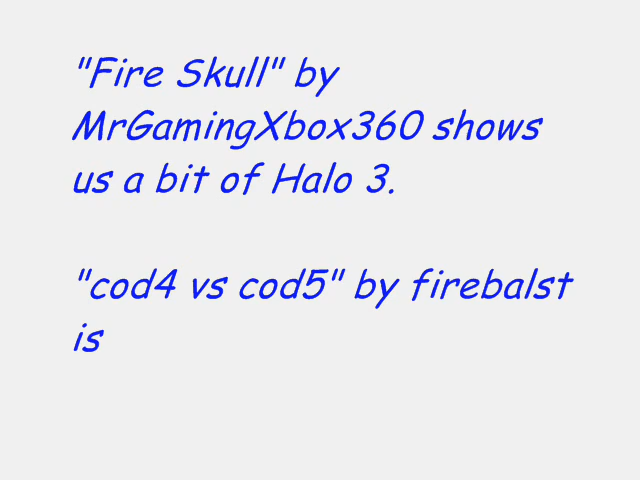 "Fire Skull" by
MrGamingXbox360 shows
us a bit of Halo 3.
"cod4 vs cod5" by firebalst
is